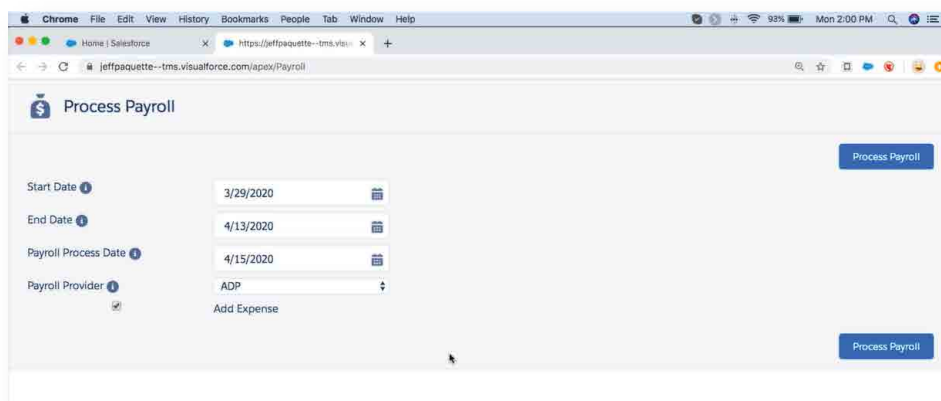 Chrome File Edit View History Bookmarks People Tab Window Help 93% Mon 2:00 PM
Home | Salesforce × https://jeffpaquette--tms.visu × +
jeffpaquette--tms.visualforce.com/apex/Payroll
Process Payroll
Process Payroll
Start Date 3/29/2020
End Date 4/13/2020
Payroll Process Date 4/15/2020
Payroll Provider ADP
Add Expense
Process Payroll